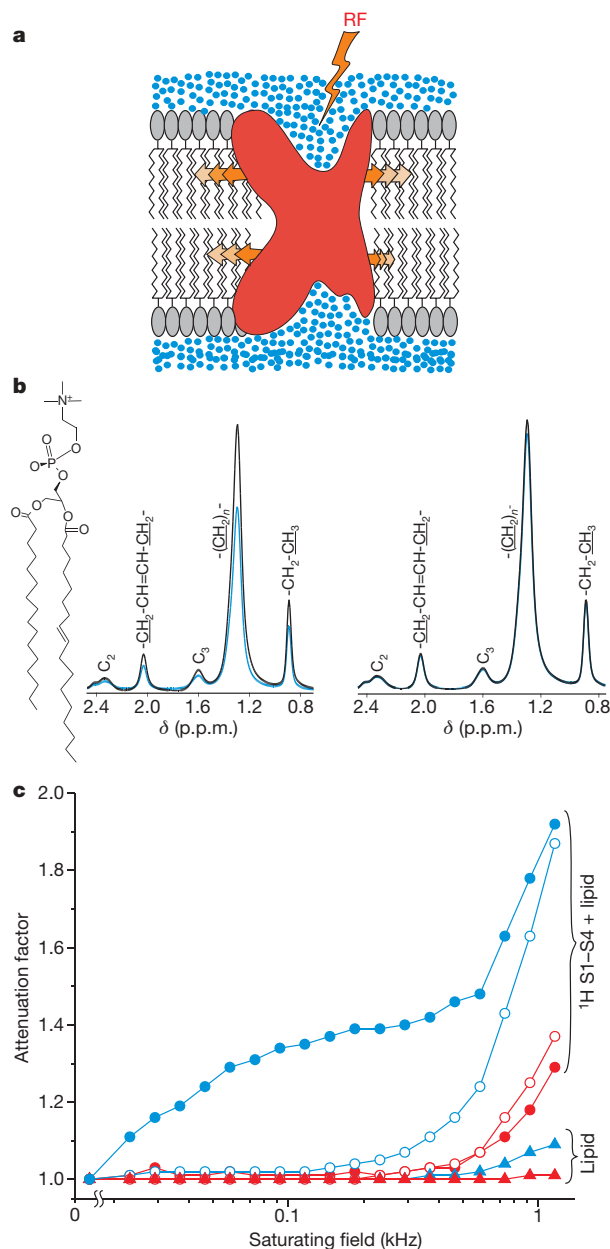 a
RF
b
N+
O
P
O-
O
O
O
O
O
O
C2
-CH2-CH=CH-CH2-
C3
-(CH2)n-
-CH2-CH3
2.4 2.0 1.6 1.2 0.8
δ (p.p.m.)
C2
-CH2-CH=CH-CH2-
C3
-(CH2)n-
-CH2-CH3
2.4 2.0 1.6 1.2 0.8
δ (p.p.m.)
c
2.0
1.8
1.6
1.4
1.2
1.0
Attenuation factor
1H S1–S4 + lipid
Lipid
0 0.1 1
Saturating field (kHz)